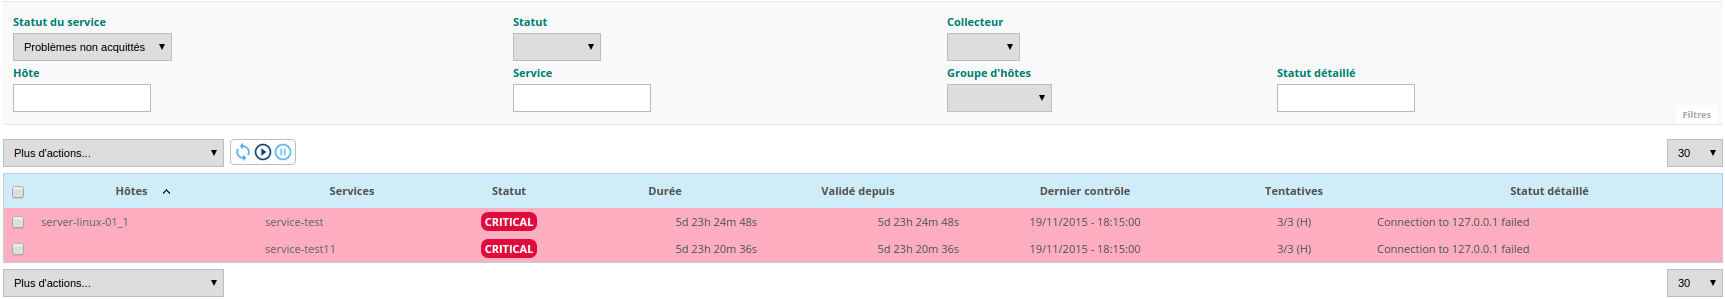 Statut du service Statut Collecteur
Problèmes non acquittés
Hôte Service Groupe d'hôtes Statut détaillé
Filtres
Plus d'actions... 30
Hôtes Services Statut Durée Validé depuis Dernier contrôle Tentatives Statut détaillé
server-linux-01_1 service-test CRITICAL 5d 23h 24m 48s 5d 23h 24m 48s 19/11/2015 - 18:15:00 3/3 (H) Connection to 127.0.0.1 failed
service-test11 CRITICAL 5d 23h 20m 36s 5d 23h 20m 36s 19/11/2015 - 18:15:00 3/3 (H) Connection to 127.0.0.1 failed
Plus d'actions... 30